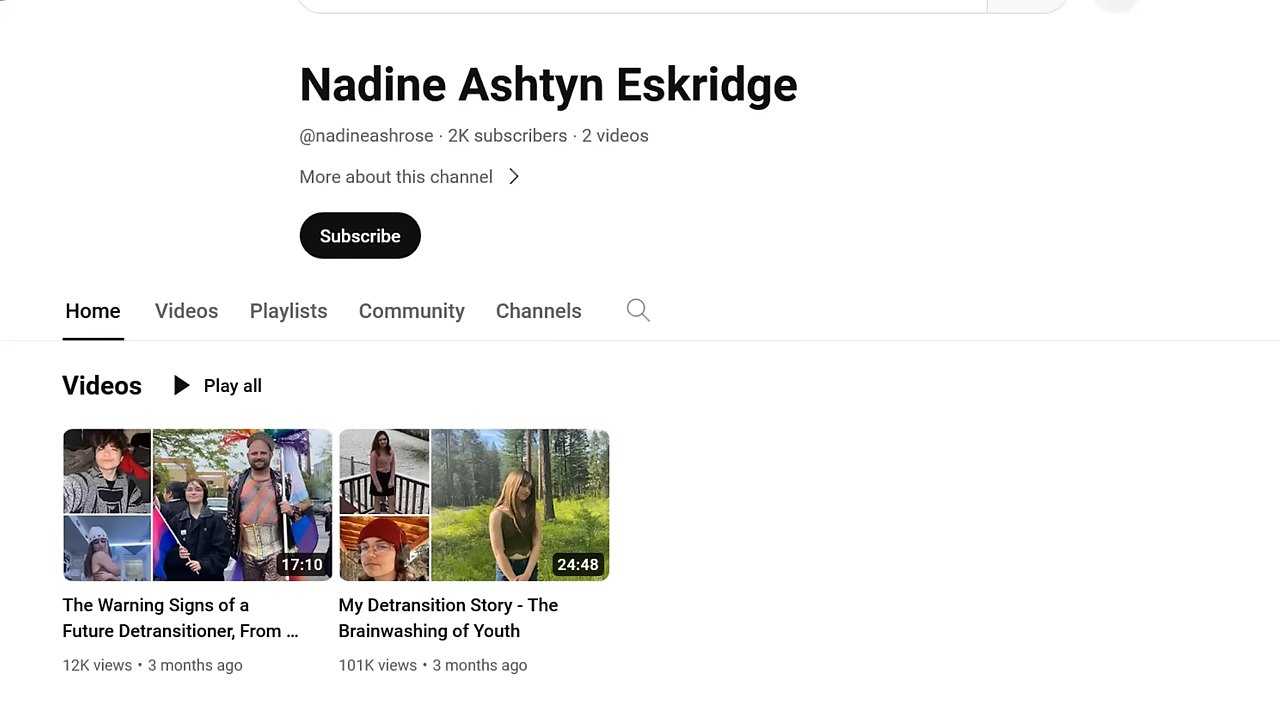 Nadine Ashtyn Eskridge
@nadineashrose · 2K subscribers · 2 videos
More about this channel
Subscribe
Home Videos Playlists Community Channels
Videos Play all
17:10 24:48
The Warning Signs of a
Future Detransitioner, From ...
12K views • 3 months ago
My Detransition Story - The
Brainwashing of Youth
101K views • 3 months ago